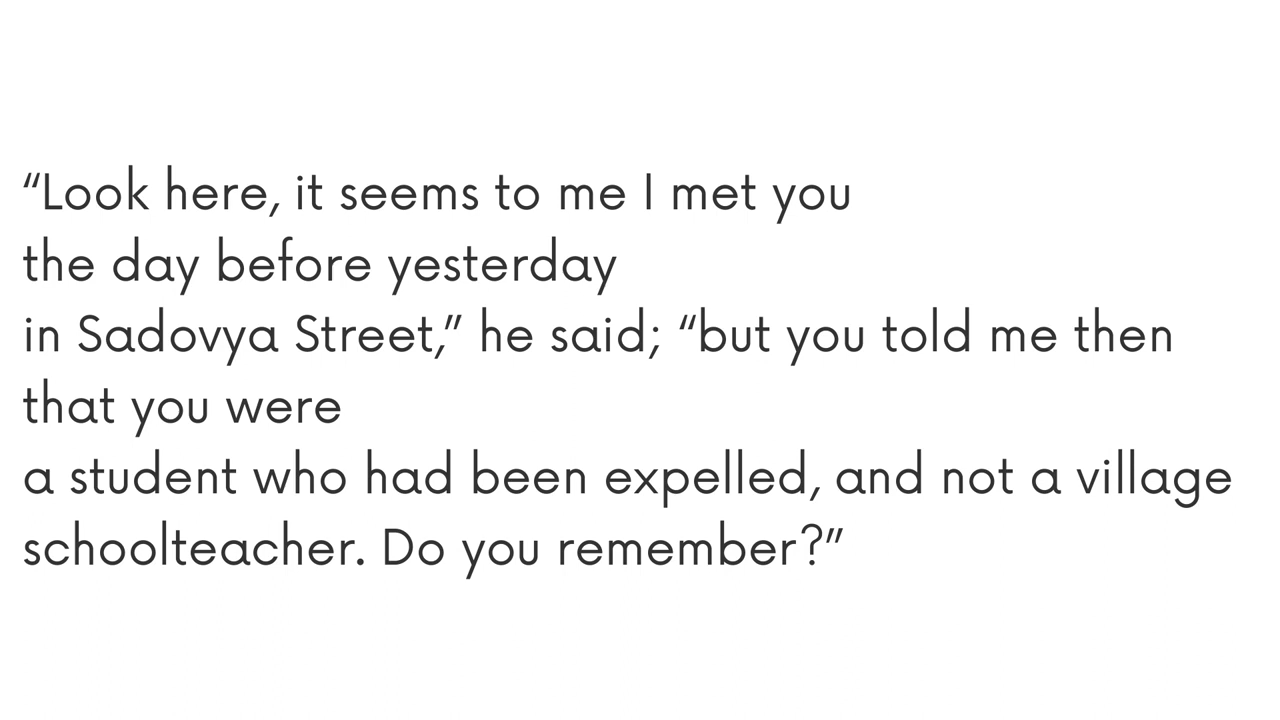 “Look here, it seems to me I met you
the day before yesterday
in Sadovya Street,” he said; “but you told me then
that you were
a student who had been expelled, and not a village
schoolteacher. Do you remember?”